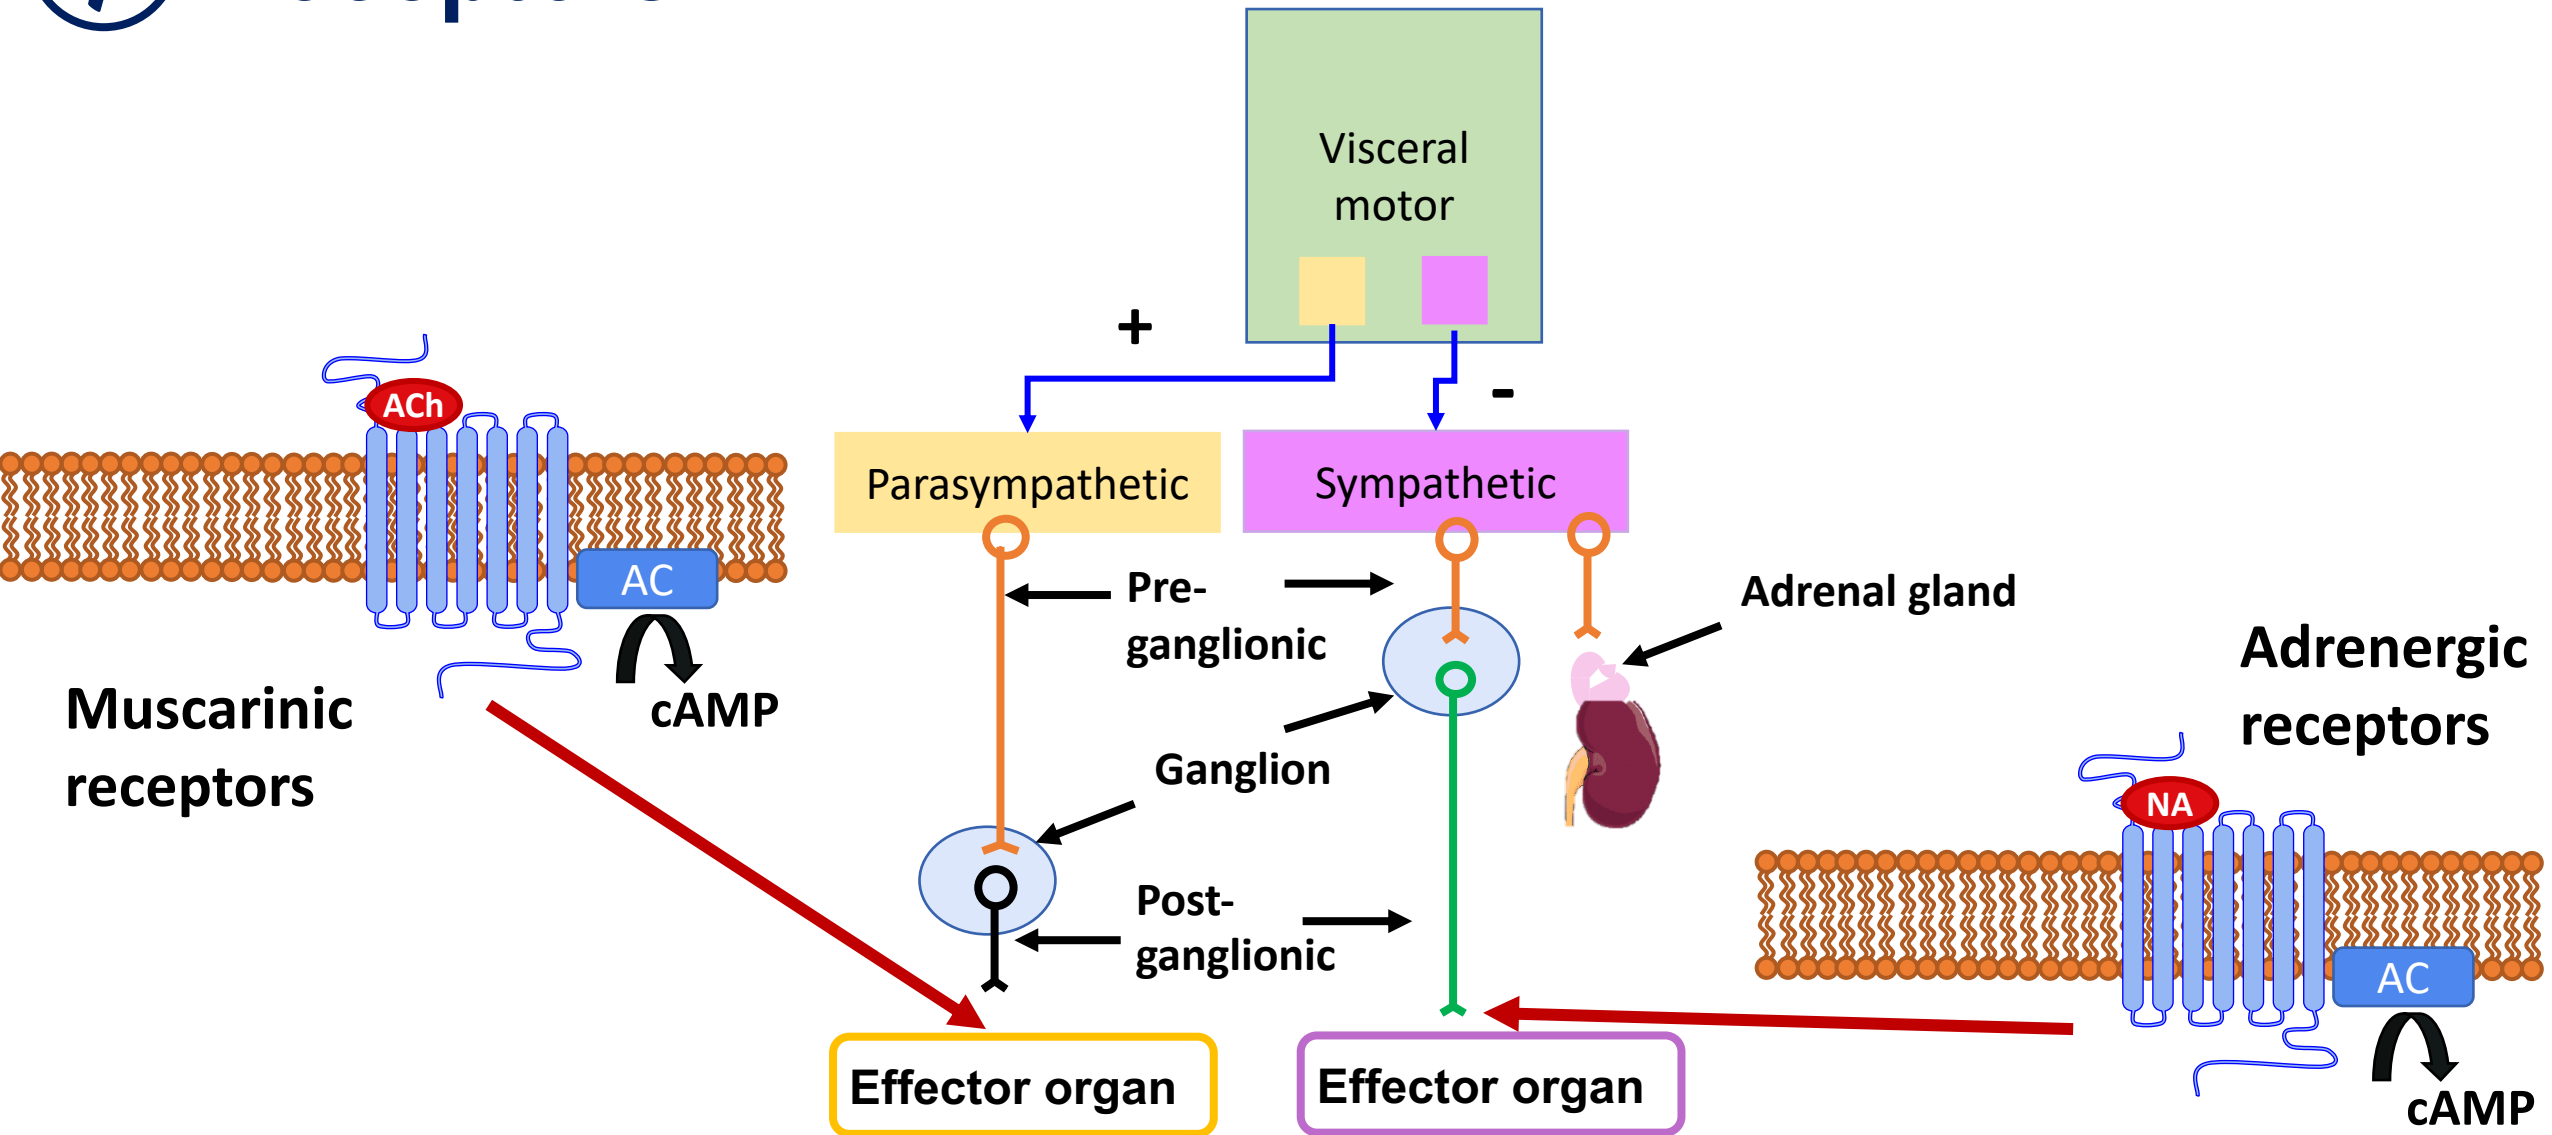 Visceral
motor
+
-
ACh
Parasympathetic
Sympathetic
AC
cAMP
Muscarinic
receptors
Pre-
ganglionic
Adrenal gland
Ganglion
Post-
ganglionic
Adrenergic
receptors
NA
AC
cAMP
Effector organ
Effector organ